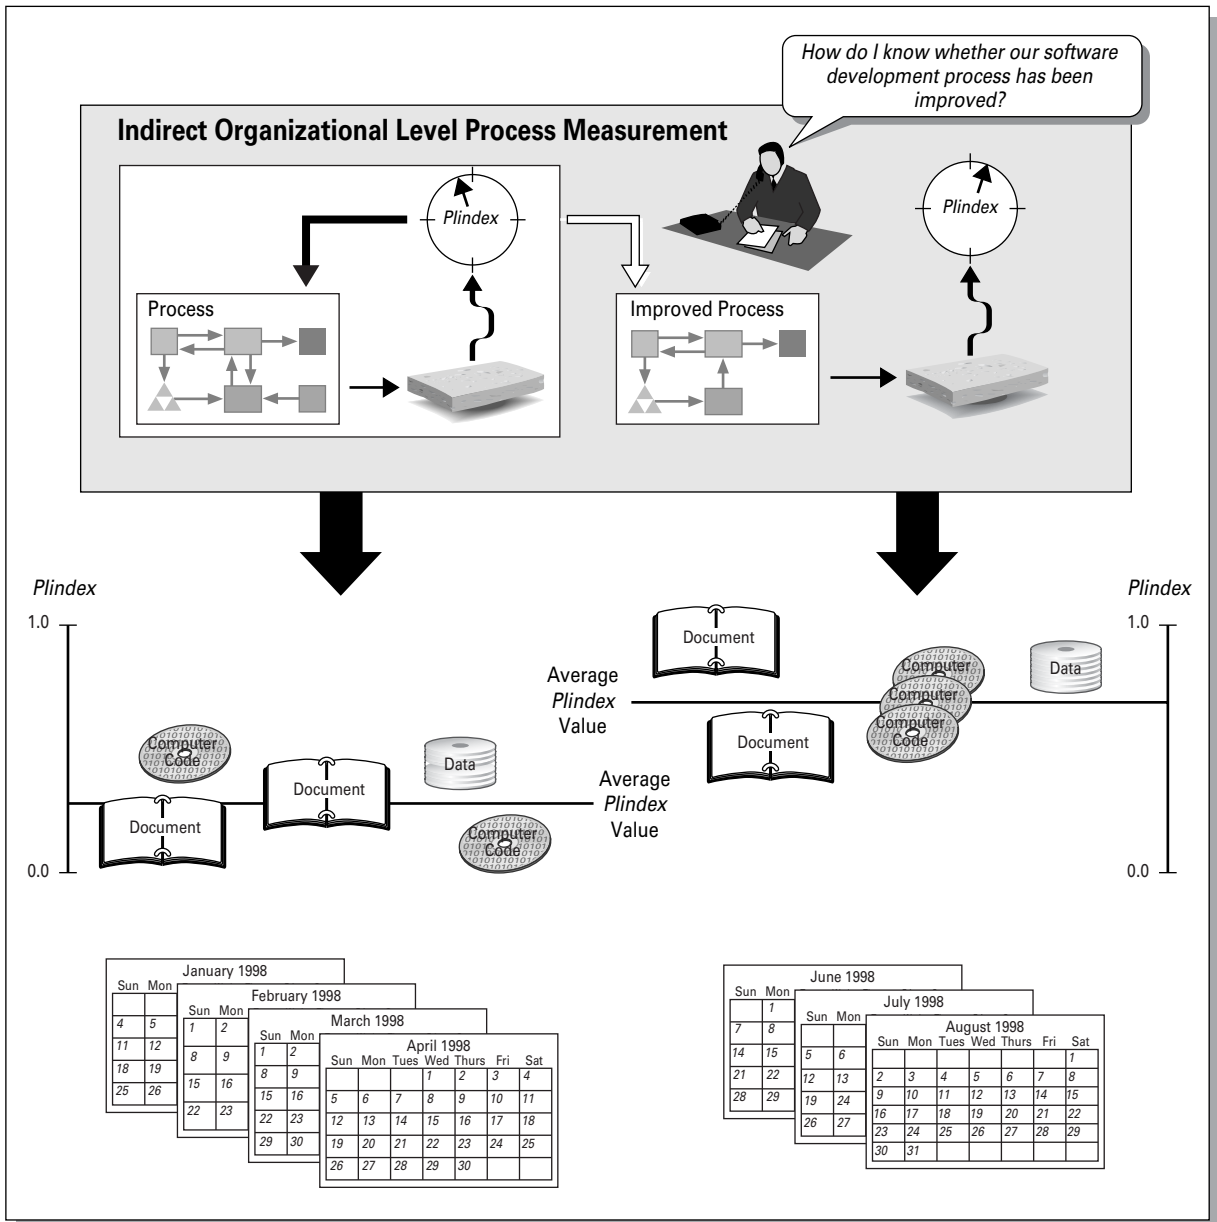 How do I know whether our software
development process has been
improved?
Indirect Organizational Level Process Measurement
Plindex
Plindex
Process
Improved Process
Plindex
1.0
0.0
Computer
Code
Document
Document
Data
Computer
Code
Average
Plindex
Value
Average
Plindex
Value
Document
Document
Computer
Computer
Computer
Code
Data
Plindex
1.0
0.0
January 1998
Sun Mon
4 5
11 12
18 19
25 26
February 1998
Sun Mon
1 2
8 9
15 16
22 23
March 1998
Sun Mon
1 2
8 9
15 16
22 23
29 30
April 1998
Sun Mon Tues Wed Thurs Fri Sat
1 2 3 4
5 6 7 8 9 10 11
12 13 14 15 16 17 18
19 20 21 22 23 24 25
26 27 28 29 30
June 1998
Sun Mon
1
7 8
14 15
21 22
28 29
July 1998
Sun Mon
5 6
12 13
19 24
26 27
August 1998
Sun Mon Tues Wed Thurs Fri Sat
1
2 3 4 5 6 7 8
9 10 11 12 13 14 15
16 17 18 19 20 21 22
23 24 25 26 27 28 29
30 31